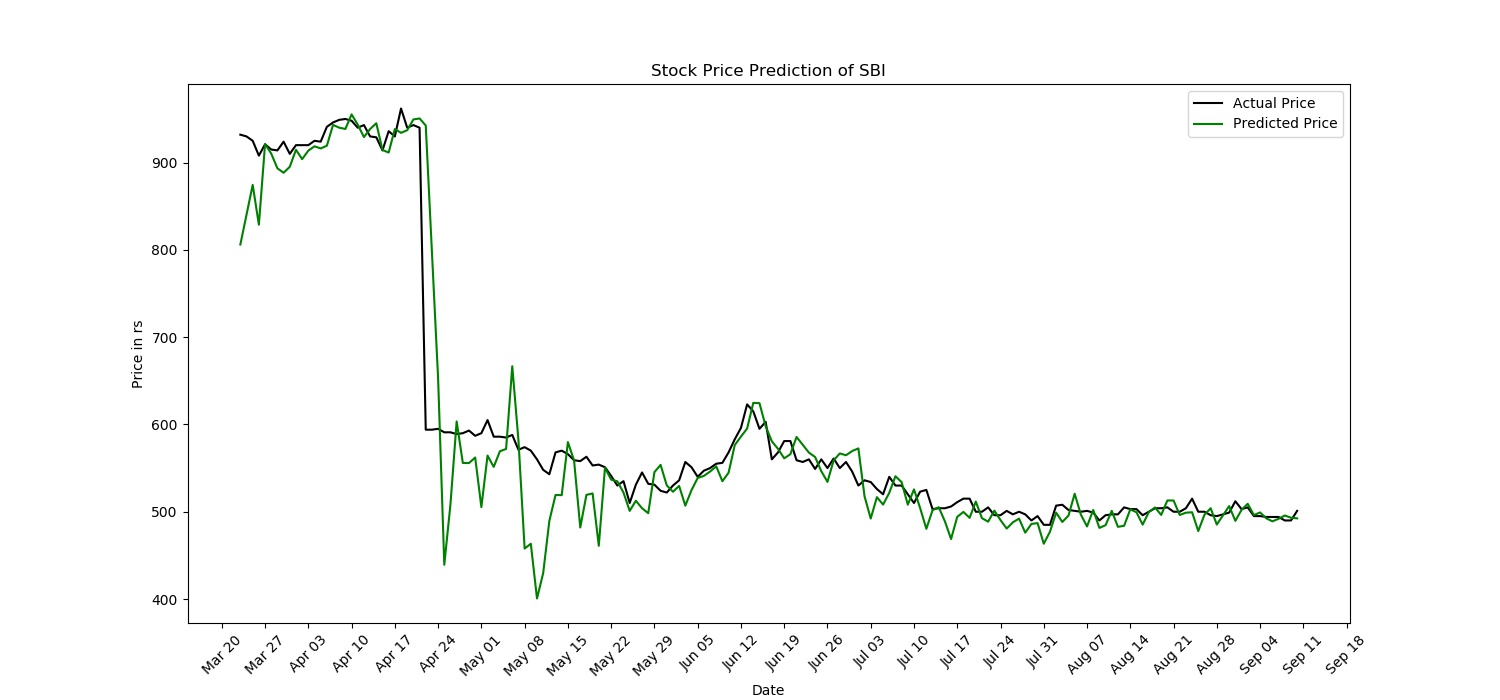 Stock Price Prediction of SBI
Actual Price
Predicted Price
Price in rs
900
800
700
600
500
400
Mar 20
Mar 27
Apr 03
Apr 10
Apr 17
Apr 24
May 01
May 08
May 15
May 22
May 29
Jun 05
Jun 12
Jun 19
Jun 26
Jul 03
Jul 10
Jul 17
Jul 24
Jul 31
Aug 07
Aug 14
Aug 21
Aug 28
Sep 04
Sep 11
Sep 18
Date